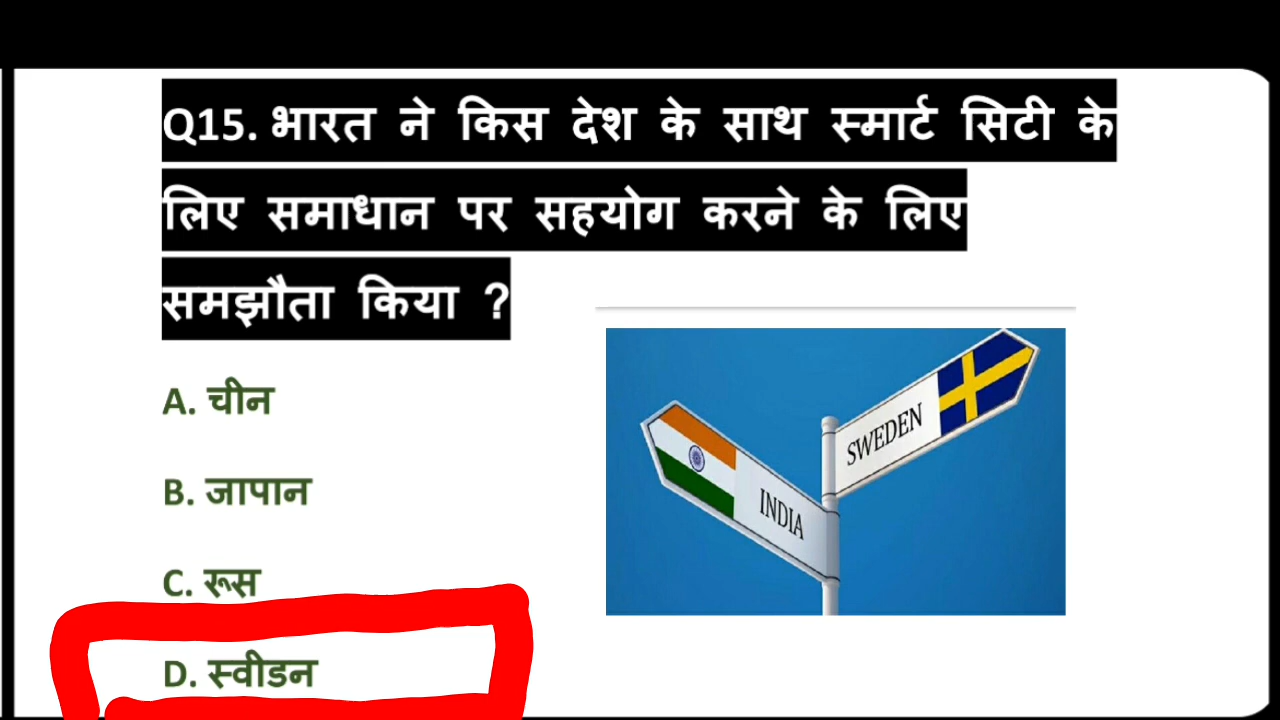 Q15. भारत ने किस देश के साथ स्मार्ट सिटी के
लिए समाधान पर सहयोग करने के लिए
समझौता किया ?
A. चीन
B. जापान
C. रूस
D. स्वीडन
SWEDEN
INDIA